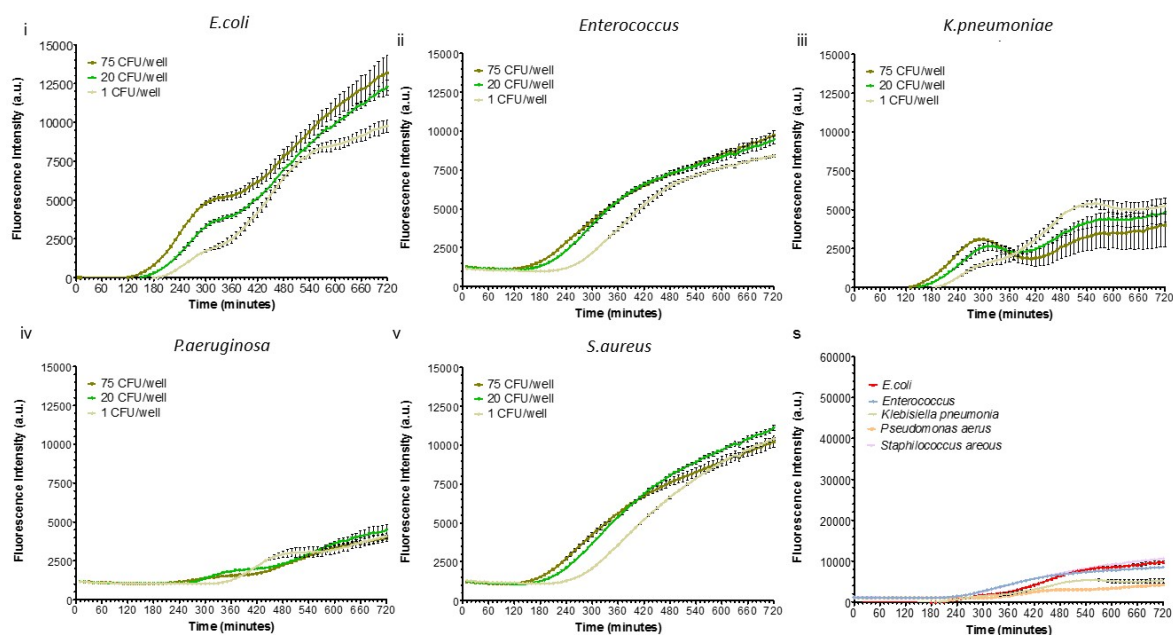 i
E.coli
Fluorescence Intensity (a.u.)
15000
12500
10000
7500
5000
2500
0
75 CFU/well
20 CFU/well
1 CFU/well
0 60 120 180 240 300 360 420 480 540 600 660 720
Time (minutes)
ii
Enterococcus
Fluorescence Intensity (a.u.)
15000
12500
10000
7500
5000
2500
0
75 CFU/well
20 CFU/well
1 CFU/well
0 60 120 180 240 300 360 420 480 540 600 660 720
Time (minutes)
iii
K.pneumoniae
Fluorescence Intensity (a.u.)
15000
12500
10000
7500
5000
2500
0
75 CFU/well
20 CFU/well
1 CFU/well
0 60 120 180 240 300 360 420 480 540 600 660 720
Time (minutes)
iv
P.aeruginosa
Fluorescence Intensity (a.u.)
15000
12500
10000
7500
5000
2500
0
75 CFU/well
20 CFU/well
1 CFU/well
0 60 120 180 240 300 360 420 480 540 600 660 720
Time (minutes)
v
S.aureus
Fluorescence Intensity (a.u.)
15000
12500
10000
7500
5000
2500
0
75 CFU/well
20 CFU/well
1 CFU/well
0 60 120 180 240 300 360 420 480 540 600 660 720
Time (minutes)
s
Fluorescence Intensity (a.u.)
60000
50000
40000
30000
20000
10000
0
E.coli
Enterococcus
Klebisiella pneumonia
Pseudomonas aerus
Staphilococcus areous
0 60 120 180 240 300 360 420 480 540 600 660 720
Time (minutes)